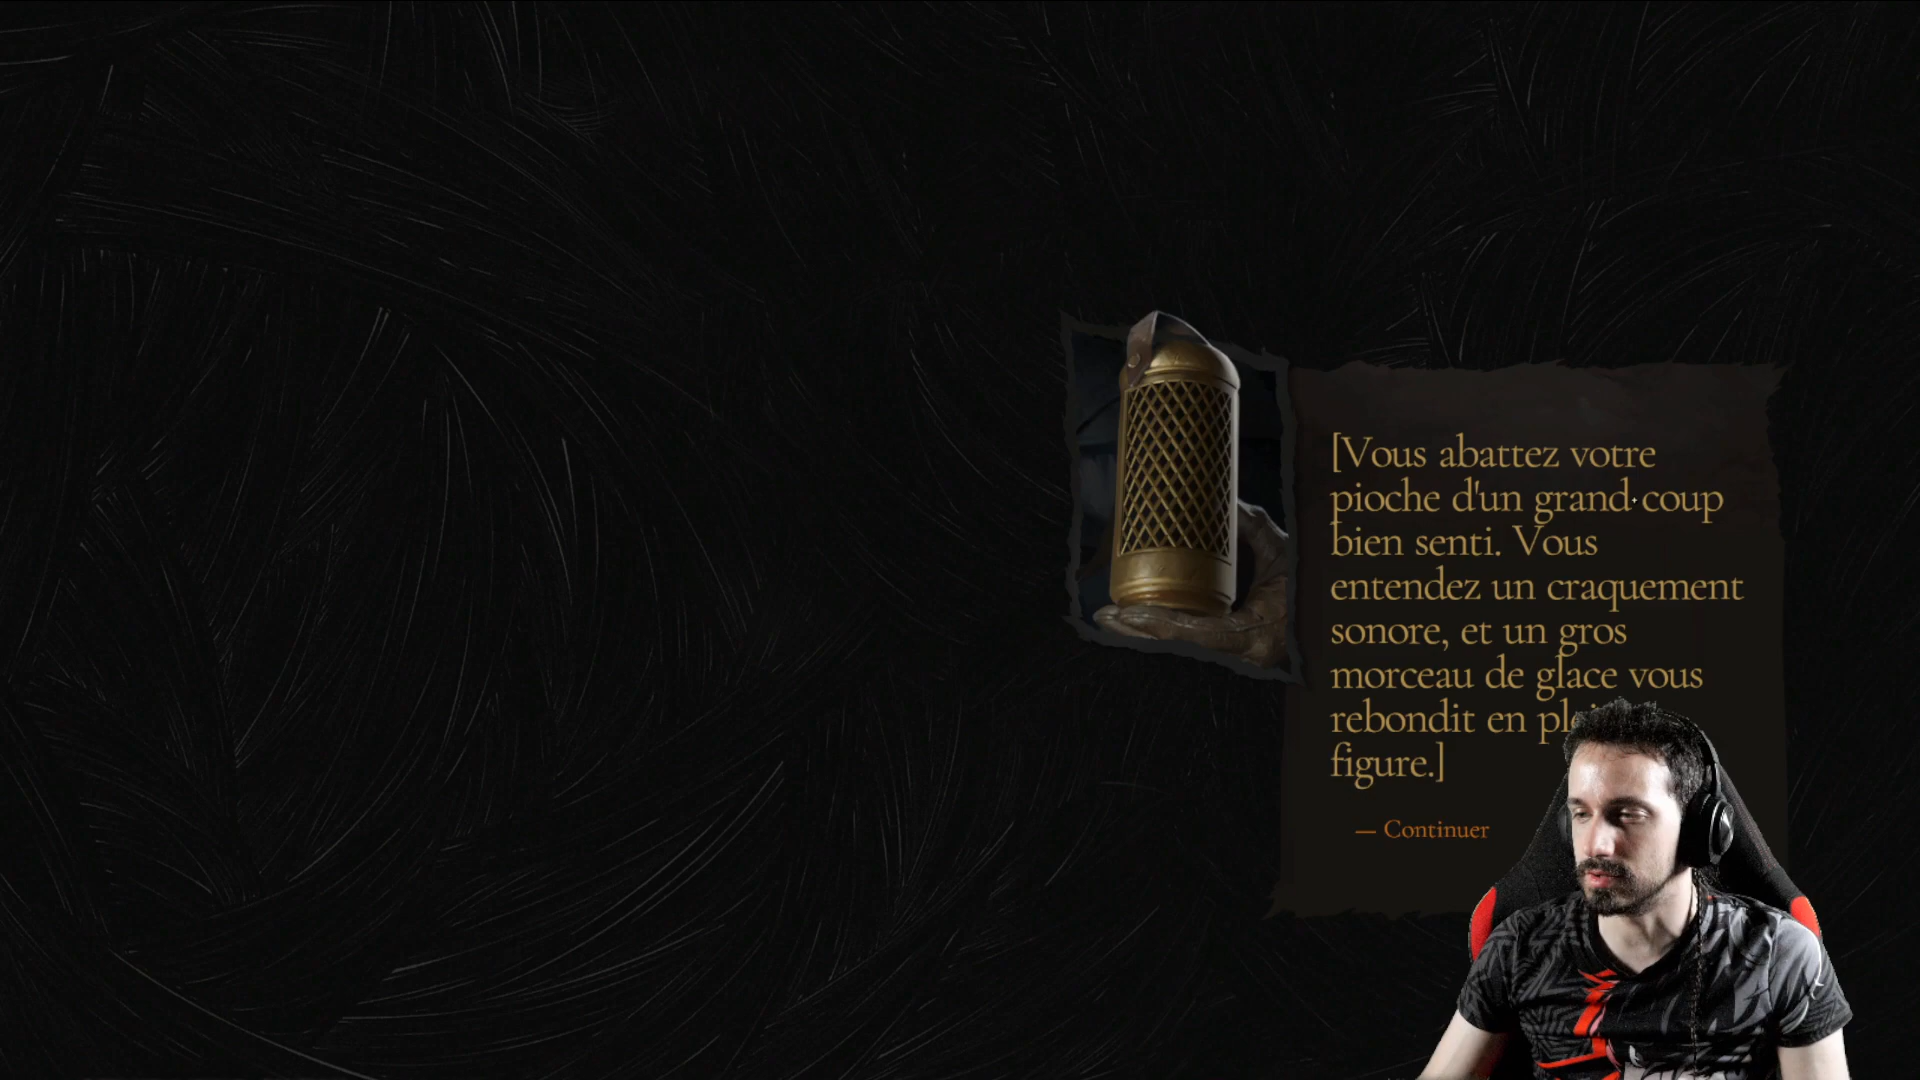 [Vous abattez votre
pioche d'un grand coup
bien senti. Vous
entendez un craquement
sonore, et un gros
morceau de glace vous
rebondit en
figure.]
— Continuer